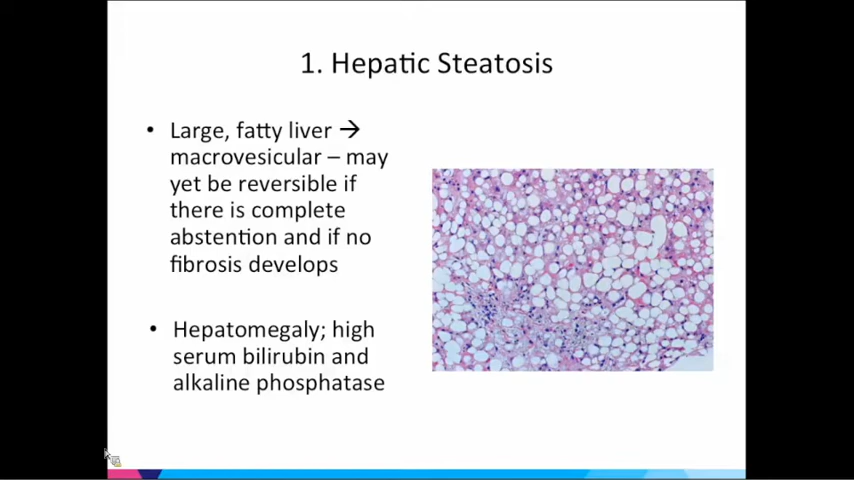 1. Hepatic Steatosis
• Large, fatty liver →
macrovesicular – may
yet be reversible if
there is complete
abstention and if no
fibrosis develops
• Hepatomegaly; high
serum bilirubin and
alkaline phosphatase